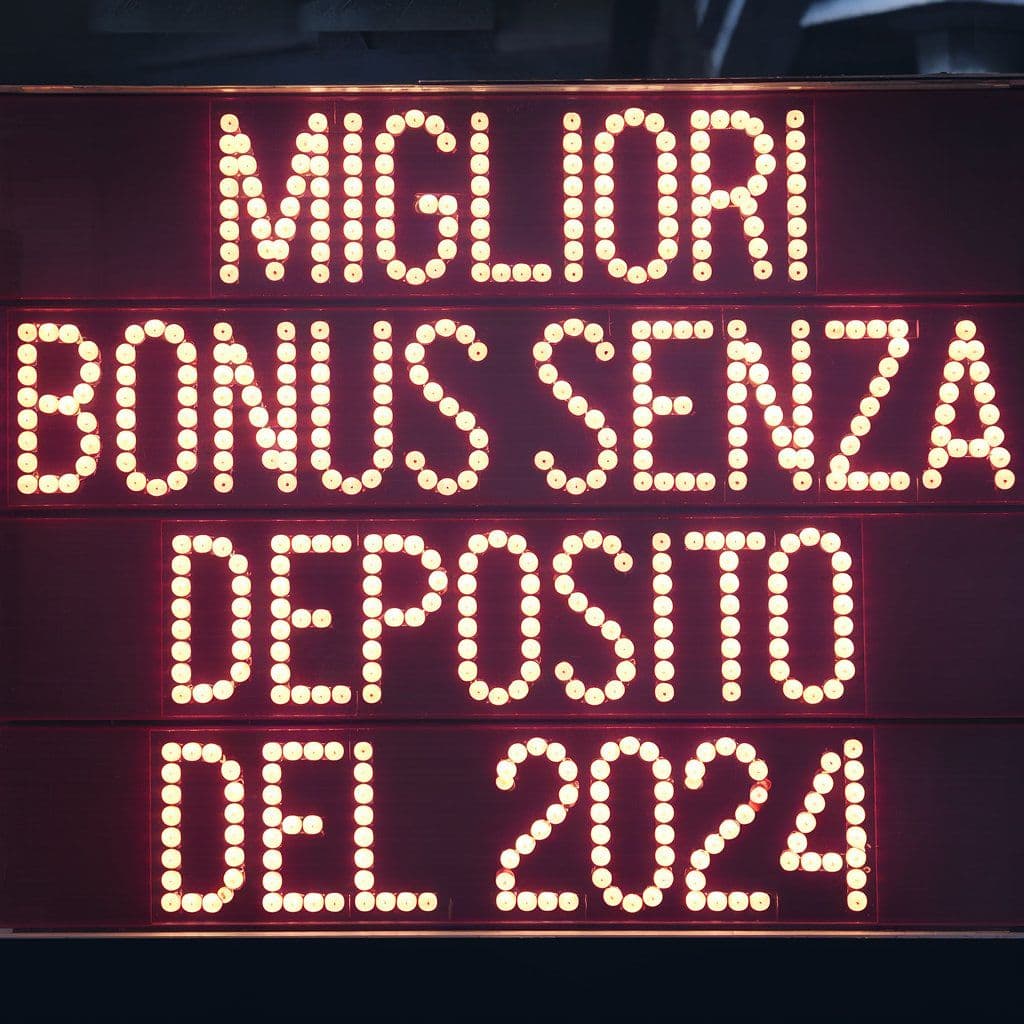 MIGLIORI
BONUS SENZA
DEPOSITO
DEL 2024